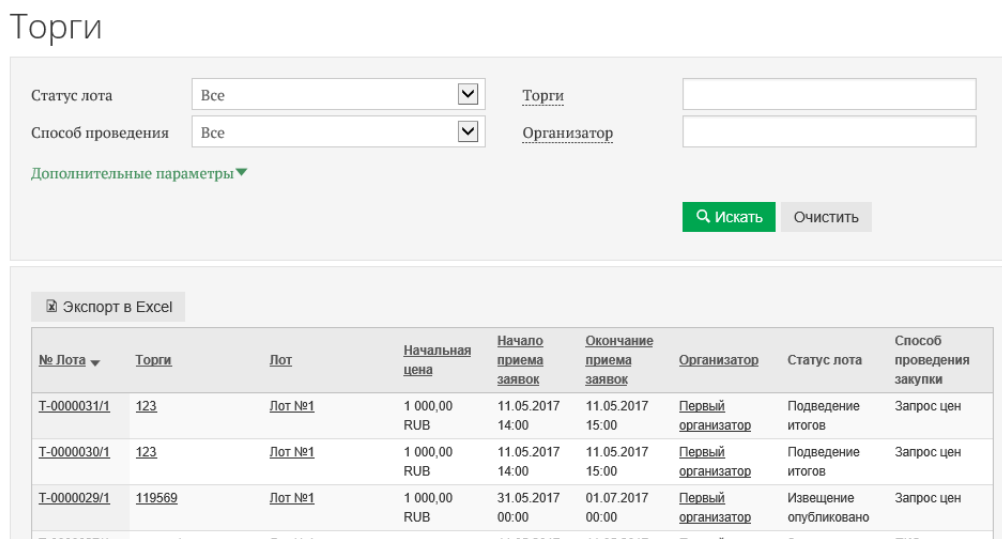 Торги
Статус лота Все Торги
Способ проведения Все Организатор
Дополнительные параметры
Искать Очистить
Экспорт в Excel
№ Лота Торги Лот Начальная цена Начало приема заявок Окончание приема заявок Организатор Статус лота Способ проведения закупки
T-0000031/1 123 Лот №1 1 000,00 RUB 11.05.2017 14:00 11.05.2017 15:00 Первый организатор Подведение итогов Запрос цен
T-0000030/1 123 Лот №1 1 000,00 RUB 11.05.2017 14:00 11.05.2017 15:00 Первый организатор Подведение итогов Запрос цен
T-0000029/1 119569 Лот №1 1 000,00 RUB 31.05.2017 00:00 01.07.2017 00:00 Первый организатор Извещение опубликовано Запрос цен